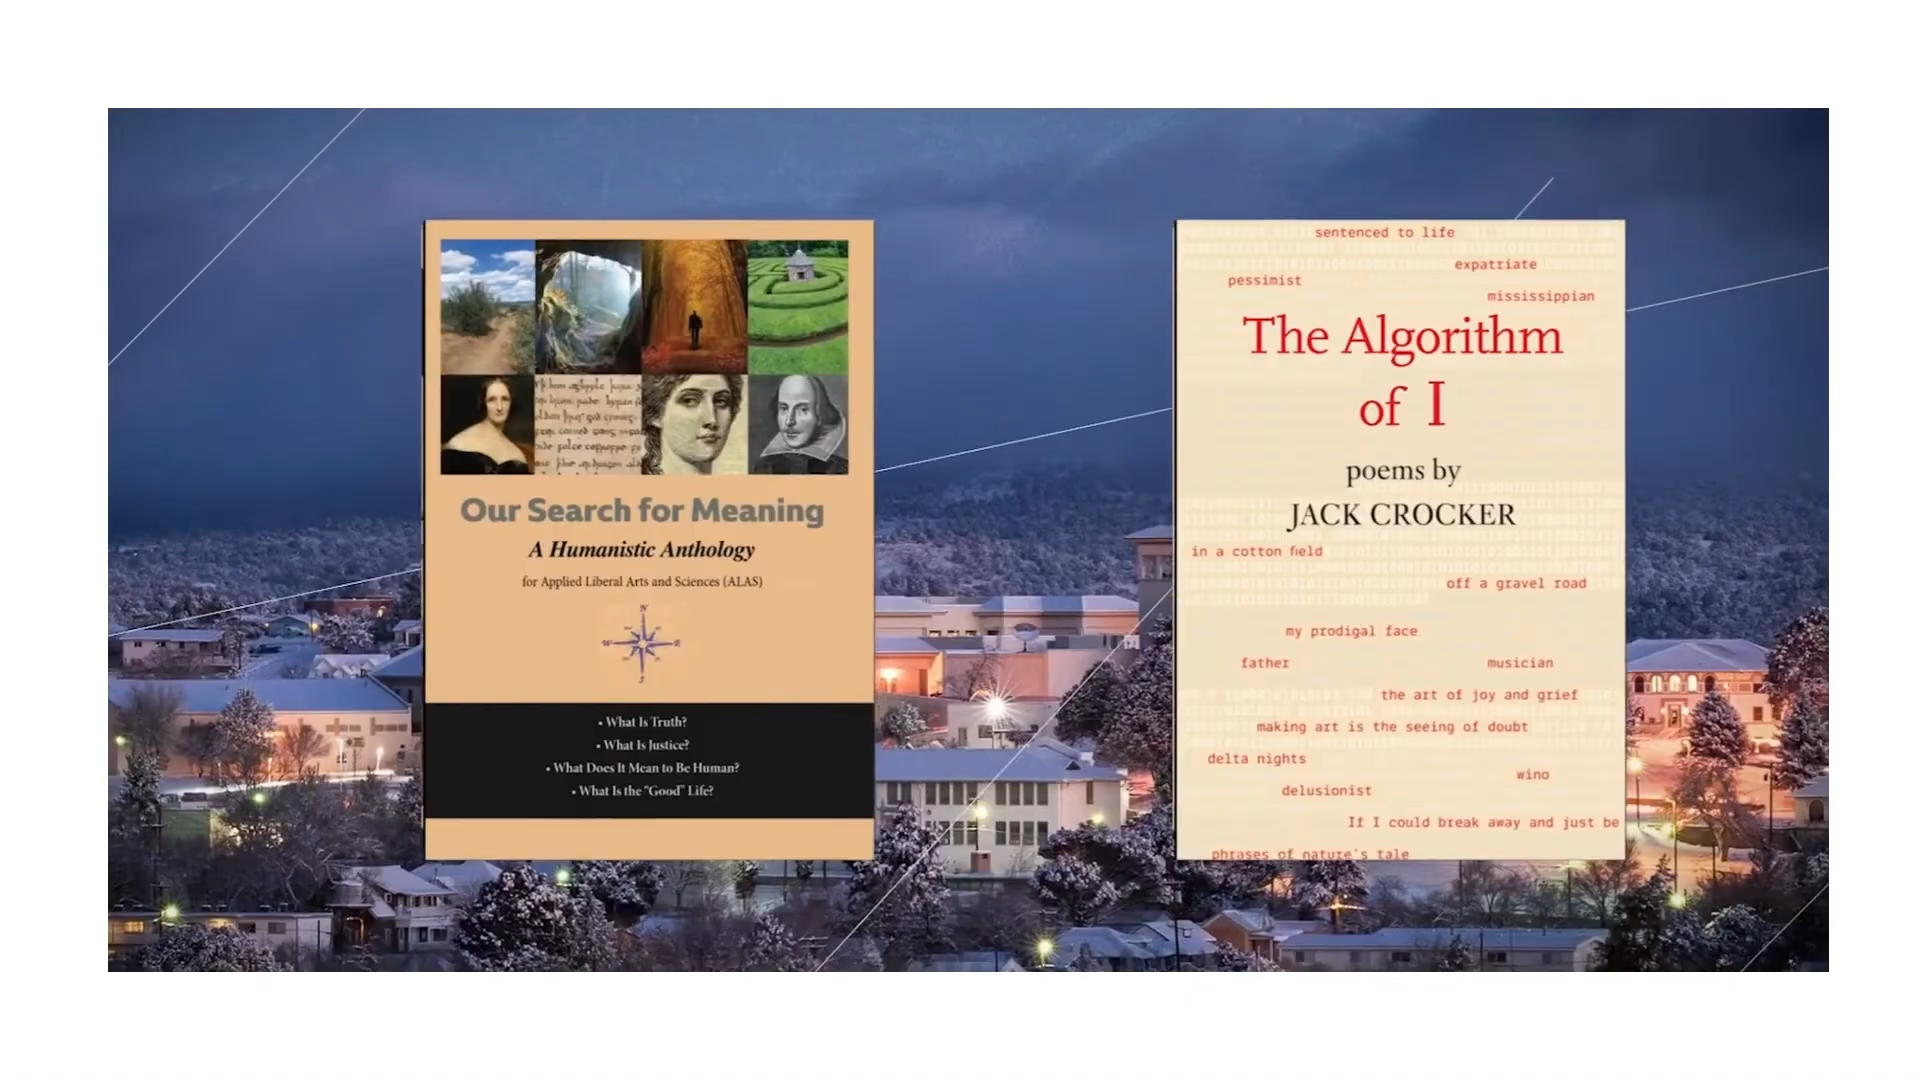 Our Search for Meaning
A Humanistic Anthology
for Applied Liberal Arts and Sciences (ALAS)
N
W
E
S
• What Is Truth?
• What Is Justice?
• What Does It Mean to Be Human?
• What Is the "Good" Life?
sentenced to life
expatriate
pessimist
mississippian
The Algorithm
of I
poems by
JACK CROCKER
in a cotton field
off a gravel road
my prodigal face
father musician
the art of joy and grief
making art is the seeing of doubt
delta nights
wino
delusionist
If I could break away and just be
phrases of nature's tale